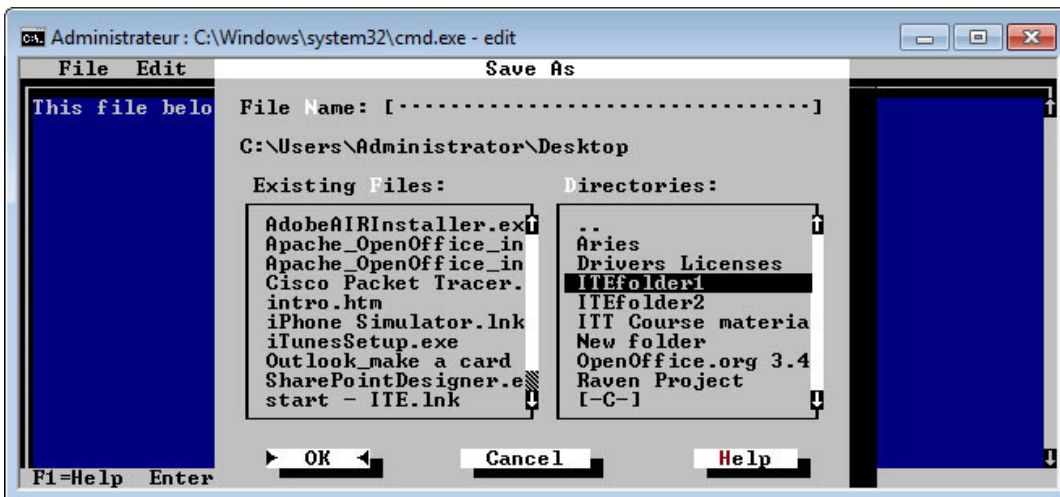 Administrateur : C:\Windows\system32\cmd.exe - edit
File Edit
Save As
This file belo
File Name: [·································]
C:\Users\Administrator\Desktop
Existing Files:
Directories:
AdobeAIRInstaller.ex
Apache_OpenOffice_in
Apache_OpenOffice_in
Cisco Packet Tracer.
intro.htm
iPhone Simulator.lnk
iTunesSetup.exe
Outlook_make a card
SharePointDesigner.e
start - ITE.lnk
..
Aries
Drivers Licenses
ITEfolder1
ITEfolder2
ITT Course materia
New folder
OpenOffice.org 3.4
Raven Project
[-C-]
OK
Cancel
Help
F1=Help Enter